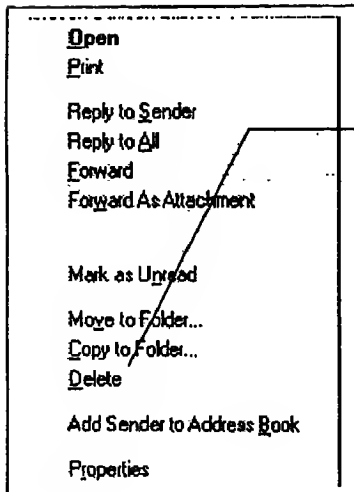 Open
Print
Reply to Sender
Reply to All
Forward
Forward As Attachment
Mark as Unread
Move to Folder...
Copy to Folder...
Delete
Add Sender to Address Book
Properties